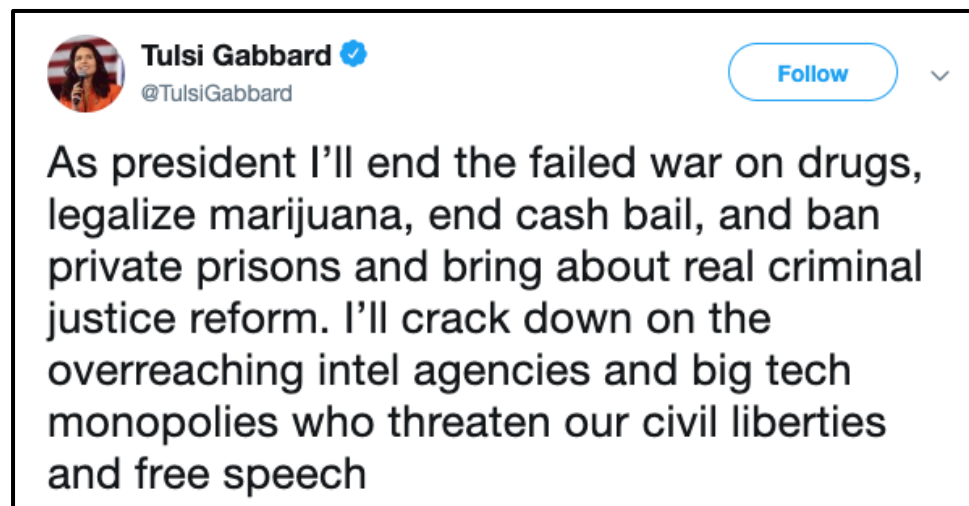 Tulsi Gabbard
@TulsiGabbard
Follow
As president I’ll end the failed war on drugs,
legalize marijuana, end cash bail, and ban
private prisons and bring about real criminal
justice reform. I’ll crack down on the
overreaching intel agencies and big tech
monopolies who threaten our civil liberties
and free speech